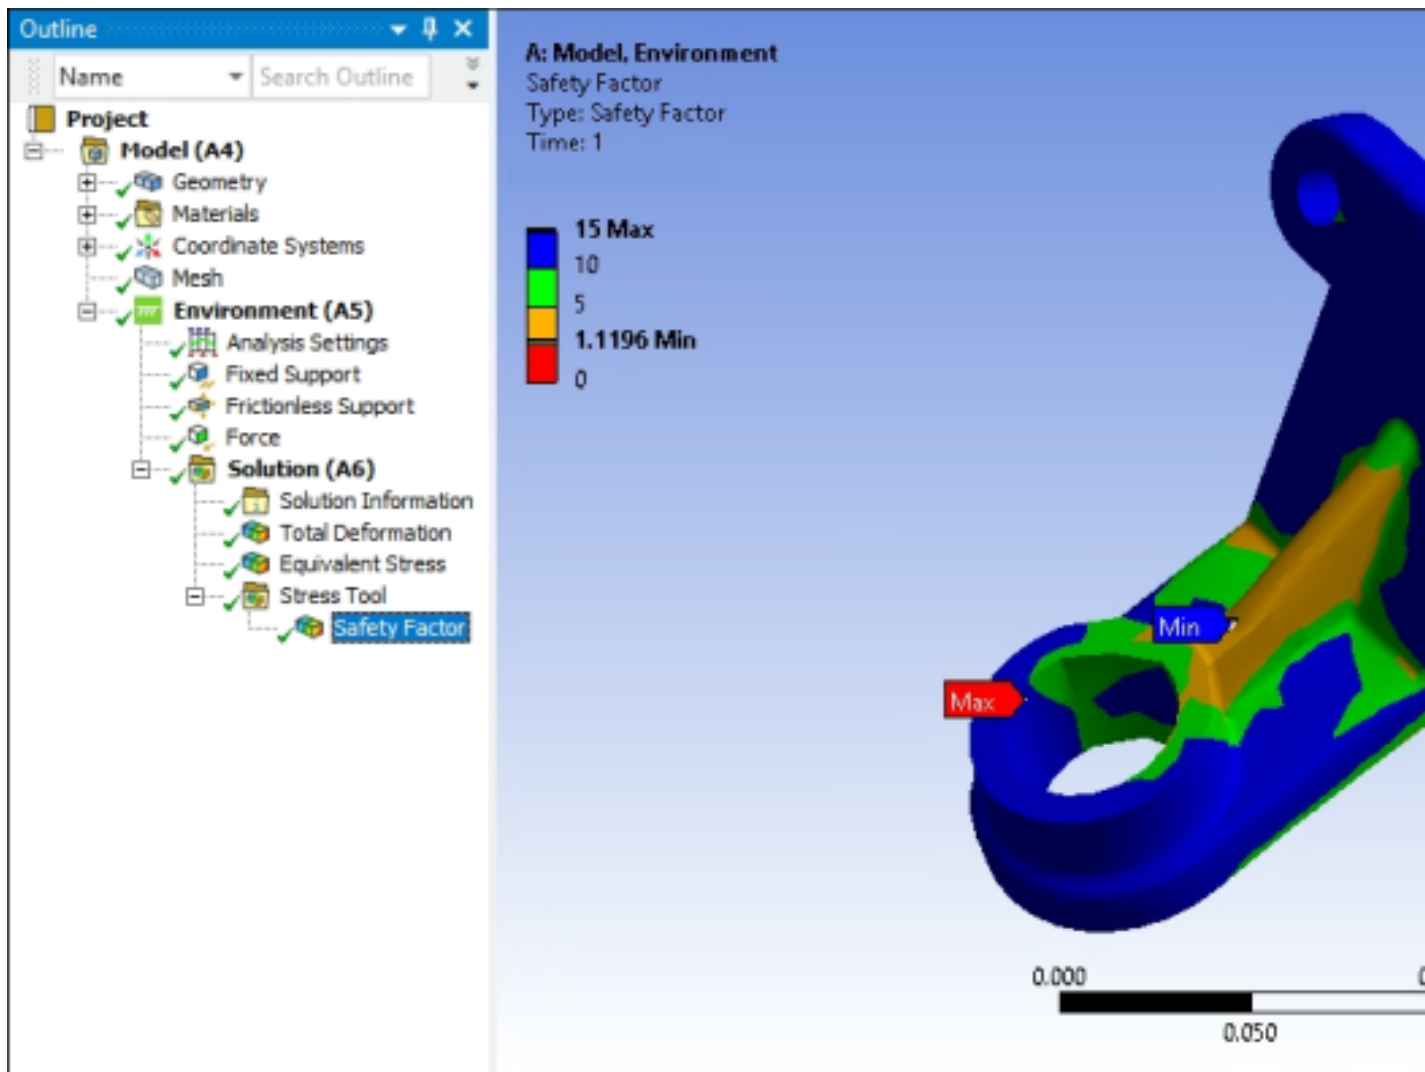 Outline
Name
Search Outline
Project
Model (A4)
Geometry
Materials
Coordinate Systems
Mesh
Environment (A5)
Analysis Settings
Fixed Support
Frictionless Support
Force
Solution (A6)
Solution Information
Total Deformation
Equivalent Stress
Stress Tool
Safety Factor
A: Model, Environment
Safety Factor
Type: Safety Factor
Time: 1
15 Max
10
5
1.1196 Min
0
Min
Max
0.000
0.050